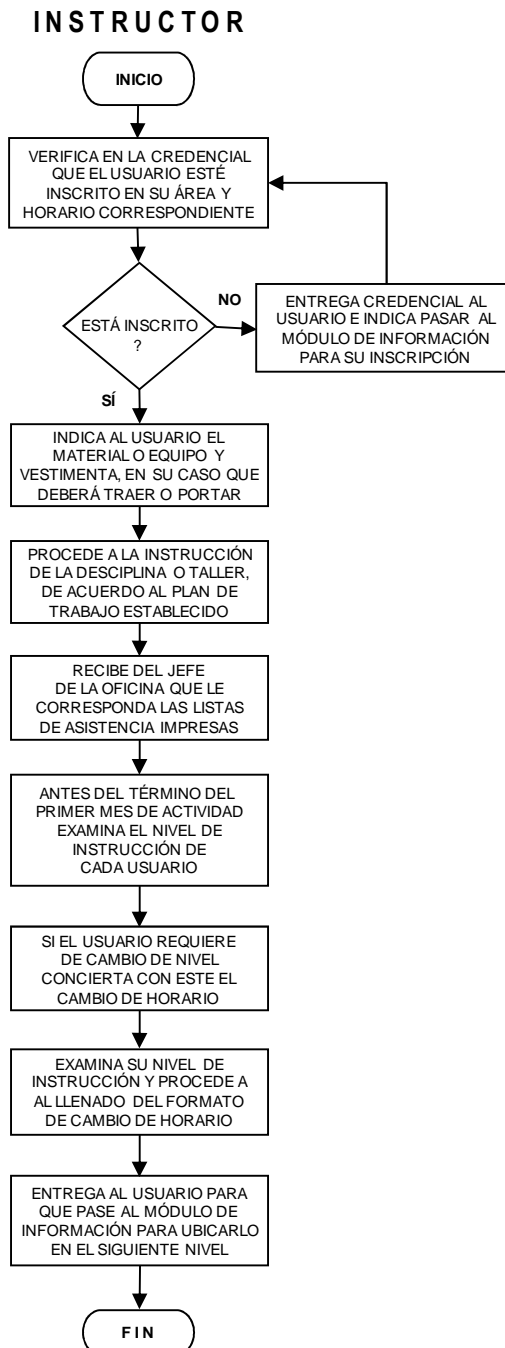 INSTRUCTOR
INICIO
VERIFICA EN LA CREDENCIAL
QUE EL USUARIO ESTÉ
INSCRITO EN SU ÁREA Y
HORARIO CORRESPONDIENTE
ESTÁ INSCRITO
?
NO
ENTREGA CREDENCIAL AL
USUARIO E INDICA PASAR AL
MÓDULO DE INFORMACIÓN
PARA SU INSCRIPCIÓN
SÍ
INDICA AL USUARIO EL
MATERIAL O EQUIPO Y
VESTIMENTA, EN SU CASO QUE
DEBERÁ TRAER O PORTAR
PROCEDE A LA INSTRUCCIÓN
DE LA DESCIPLINA O TALLER,
DE ACUERDO AL PLAN DE
TRABAJO ESTABLECIDO
RECIBE DEL JEFE
DE LA OFICINA QUE LE
CORRESPONDA LAS LISTAS
DE ASISTENCIA IMPRESAS
ANTES DEL TÉRMINO DEL
PRIMER MES DE ACTIVIDAD
EXAMINA EL NIVEL DE
INSTRUCCIÓN DE
CADA USUARIO
SI EL USUARIO REQUIERE
DE CAMBIO DE NIVEL
CONCIERTA CON ESTE EL
CAMBIO DE HORARIO
EXAMINA SU NIVEL DE
INSTRUCCIÓN Y PROCEDE A
AL LLENADO DEL FORMATO
DE CAMBIO DE HORARIO
ENTREGA AL USUARIO PARA
QUE PASE AL MÓDULO DE
INFORMACIÓN PARA UBICARLO
EN EL SIGUIENTE NIVEL
FIN